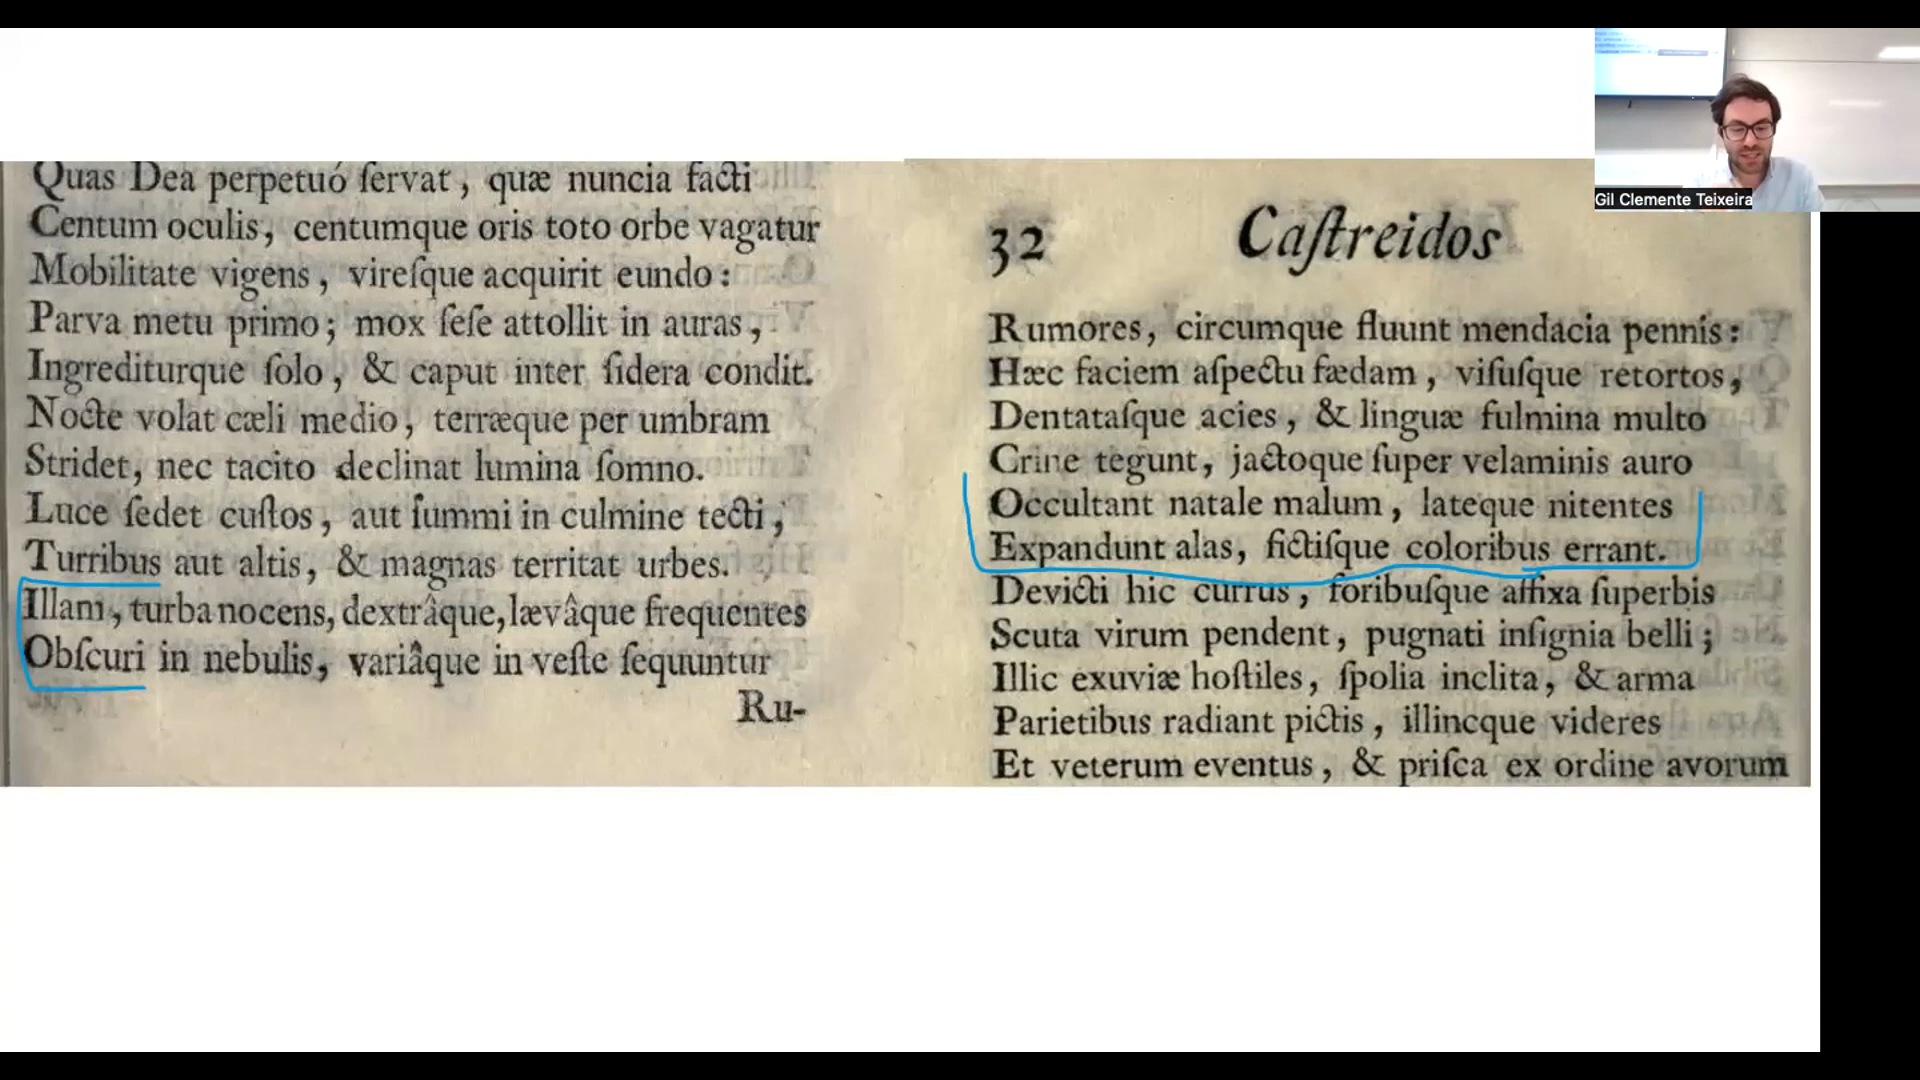 Quas Dea perpetuó ſervat, quæ nuncia facti
Centum oculis, centumque oris toto orbe vagatur
Mobilitate vigens, vireſque acquirit eundo:
Parva metu primo; mox ſeſe attollit in auras,
Ingrediturque ſolo, & caput inter ſidera condit.
Nocte volat cæli medio, terræque per umbram
Stridet, nec tacito declinat lumina ſomno.
Luce ſedet cuſtos, aut ſummi in culmine tecti,
Turribus aut altis, & magnas territat urbes.
Illam, turba nocens, dextrâque, lævâque frequentes
Obſcuri in nebulis, variâque in veſte ſequuntur
Ru-
32 Caſtreidos
Rumores, circumque fluunt mendacia pennis:
Hæc faciem aſpectu fædam, viſuſque retortos,
Dentataſque acies, & linguæ fulmina multo
Crine tegunt, jactoque ſuper velaminis auro
Occultant natale malum, lateque nitentes
Expandunt alas, fictiſque coloribus errant.
Devicti hic currus, foribuſque affixa ſuperbis
Scuta virum pendent, pugnati inſignia belli;
Illic exuviæ hoſtiles, ſpolia inclita, & arma
Parietibus radiant pictis, illincque videres
Et veterum eventus, & priſca ex ordine avorum
Gil Clemente Teixeira